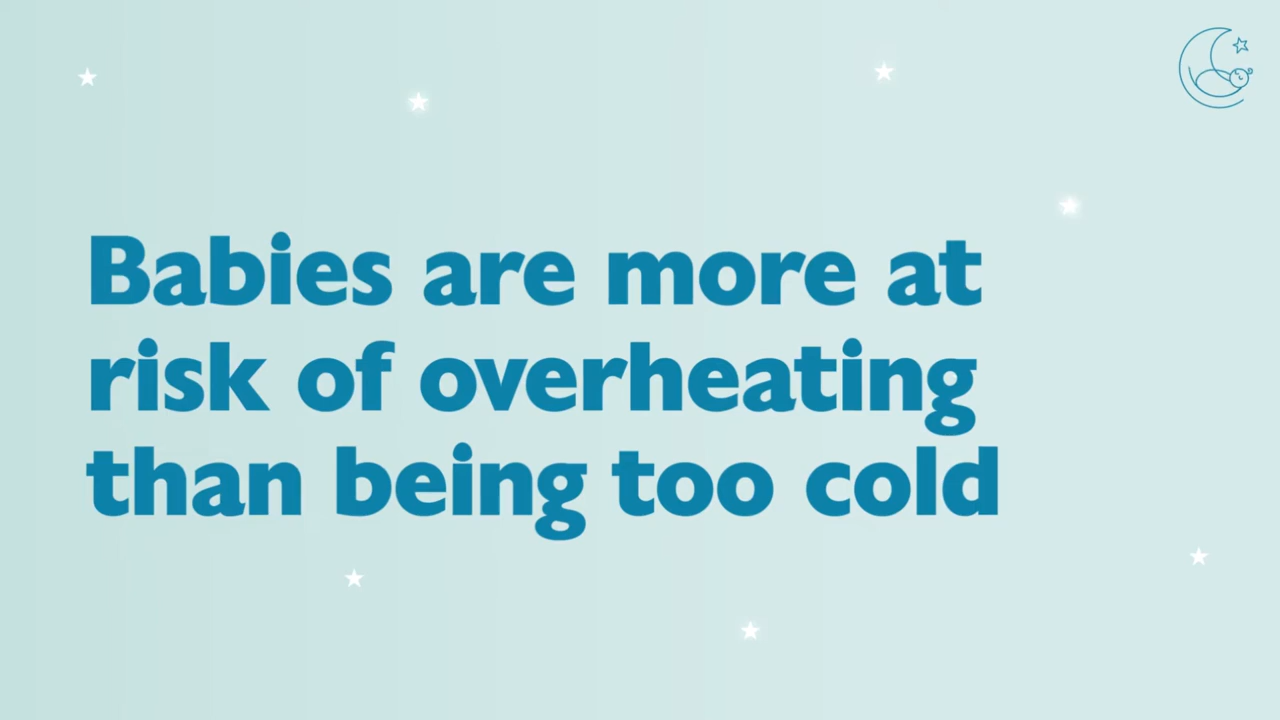 Babies are more at
risk of overheating
than being too cold